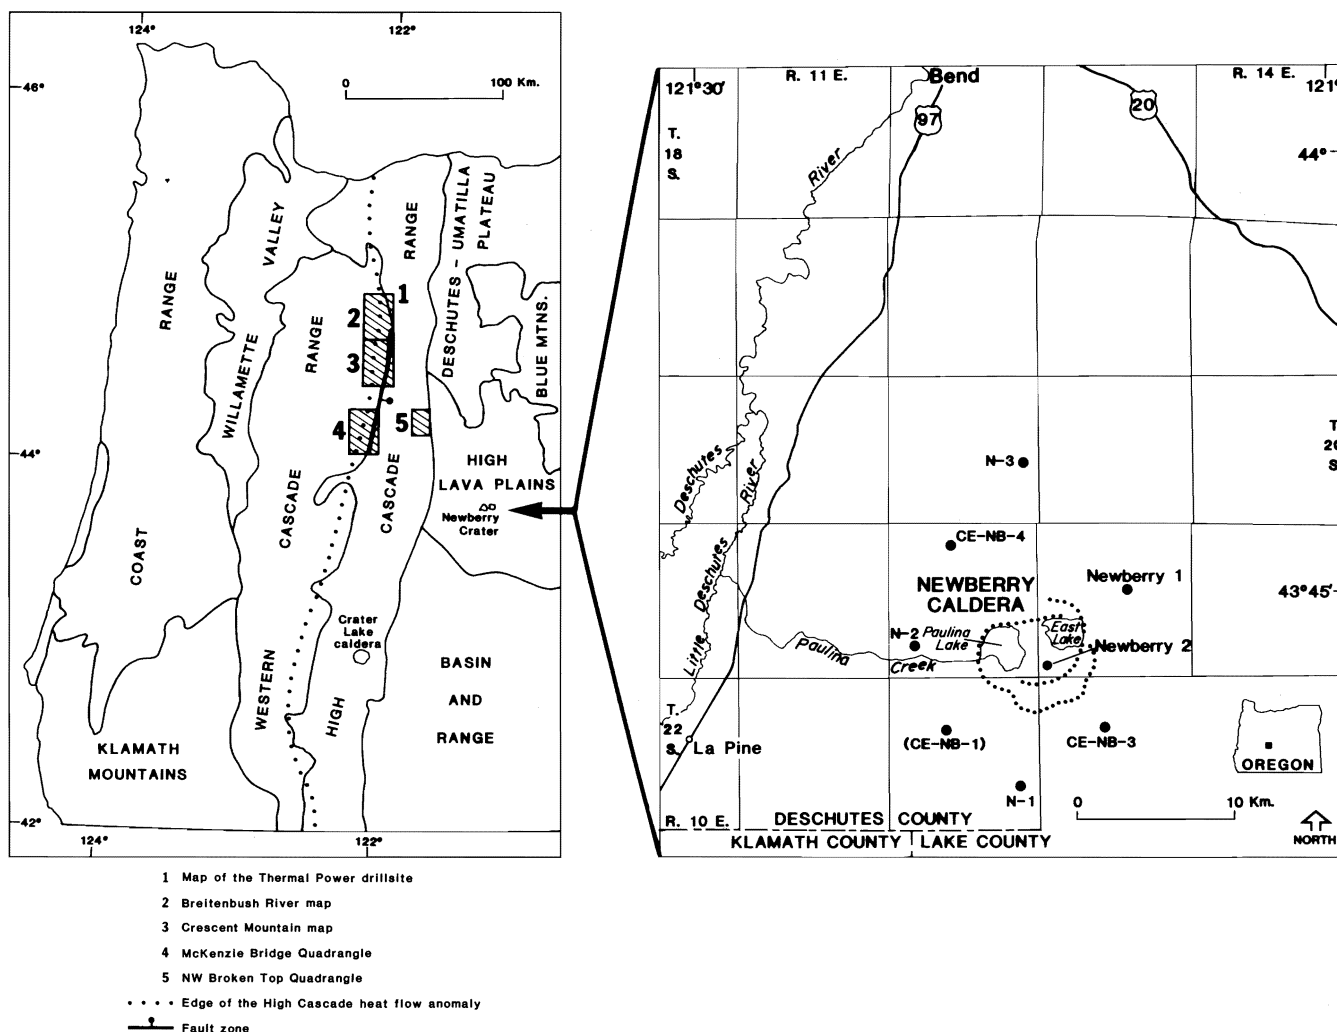 124°
122°
46°
0
100 Km.
RANGE
VALLEY
RANGE
DESCHUTES - UMATILLA
PLATEAU
1
2
3
4
5
RANGE
WILLAMETTE
BLUE MTNS.
44°
HIGH
LAVA PLAINS
Newberry
Crater
CASCADE
CASCADE
COAST
Crater
Lake
caldera
WESTERN
HIGH
BASIN
AND
RANGE
KLAMATH
MOUNTAINS
42°
124°
122°
121°30'
R. 11 E.
Bend
R. 14 E.
121°
97
20
T.
18
S.
44°
River
T.
20
S
N-3
Deschutes
River
CE-NB-4
Newberry 1
NEWBERRY
CALDERA
43°45'
Little Deschutes
N-2
Paulina
Lake
East
Lake
Newberry 2
Paulina
Creek
T.
22
S.
La Pine
(CE-NB-1)
CE-NB-3
OREGON
N-1
0
10 Km.
R. 10 E.
DESCHUTES COUNTY
NORTH
KLAMATH COUNTY
LAKE COUNTY
1 Map of the Thermal Power drillsite
2 Breitenbush River map
3 Crescent Mountain map
4 McKenzie Bridge Quadrangle
5 NW Broken Top Quadrangle
Edge of the High Cascade heat flow anomaly
Fault zone